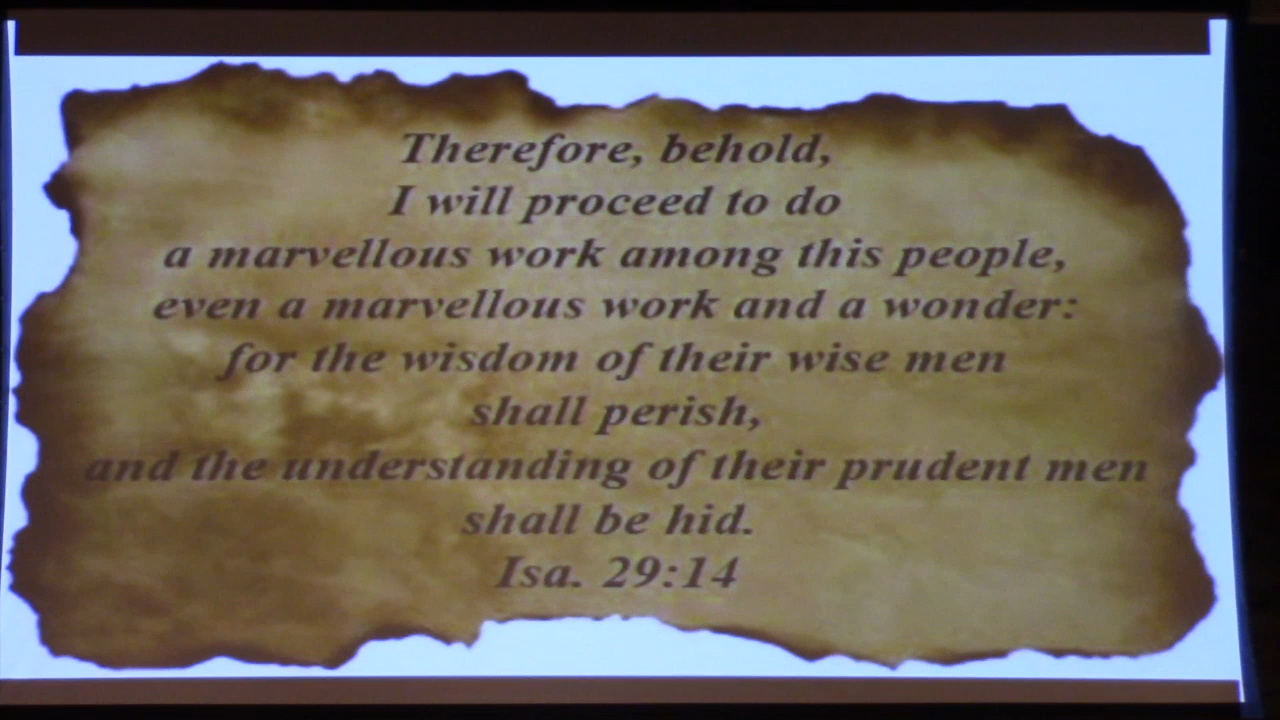 Therefore, behold,
I will proceed to do
a marvellous work among this people,
even a marvellous work and a wonder:
for the wisdom of their wise men
shall perish,
and the understanding of their prudent men
shall be hid.
Isa. 29:14